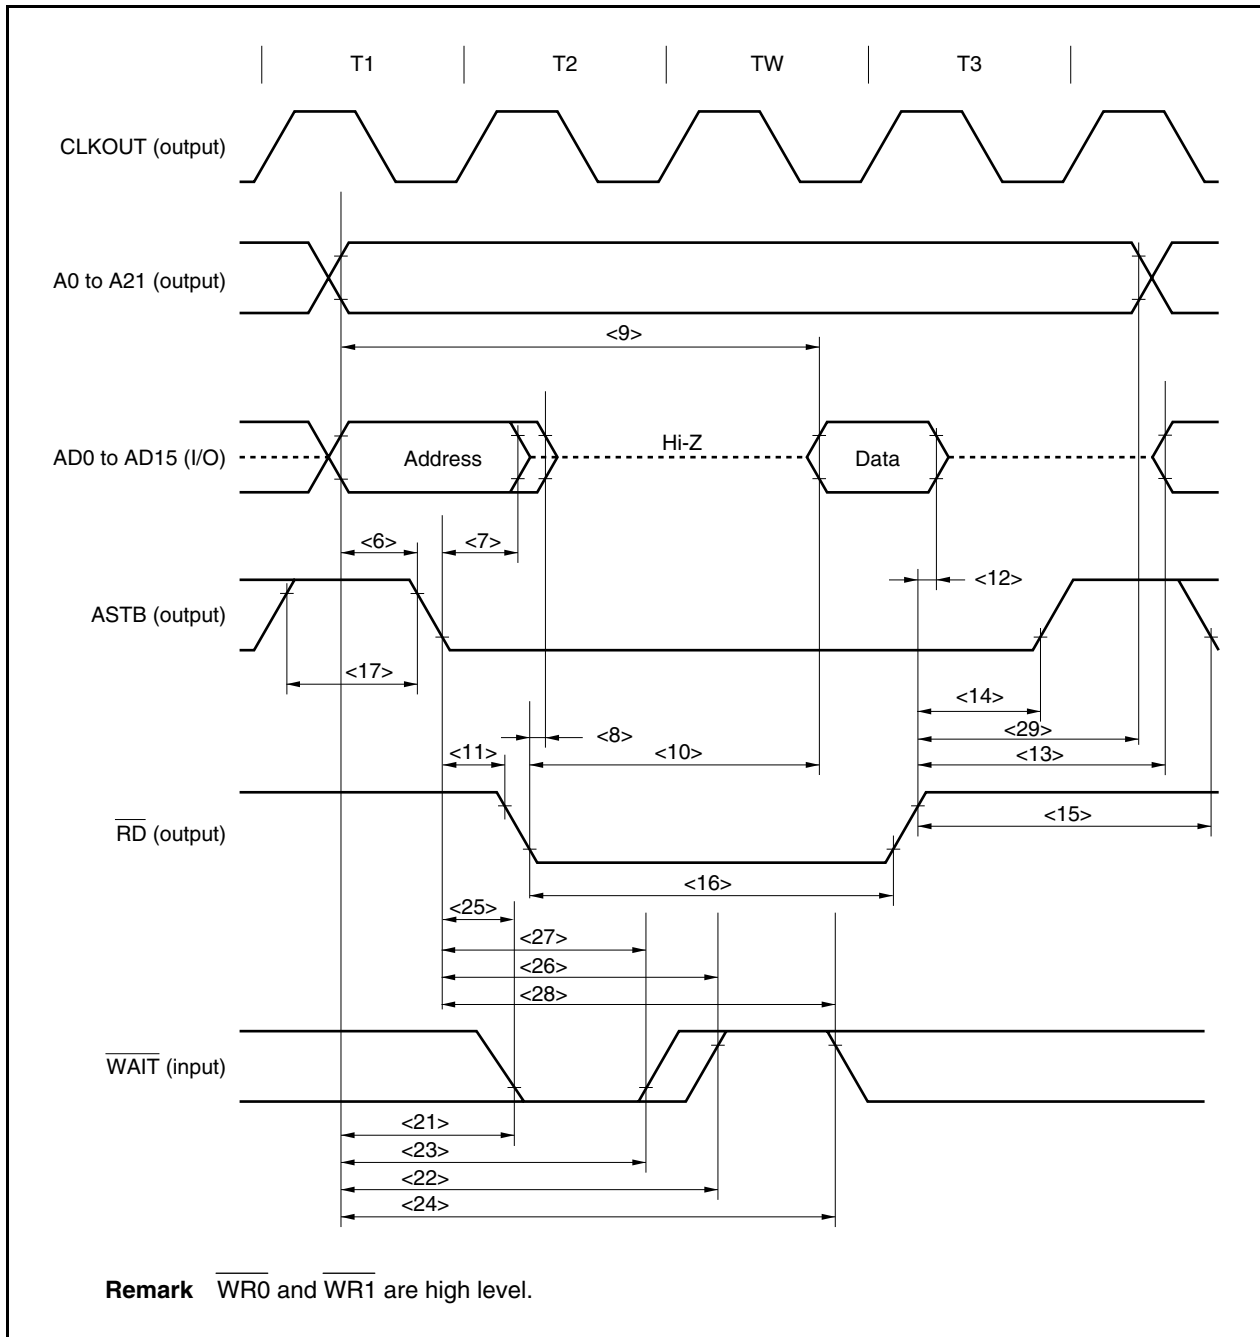 T1 T2 TW T3
CLKOUT (output)
A0 to A21 (output)
<9>
AD0 to AD15 (I/O)
Address
Hi-Z
Data
<6>
<7>
<12>
ASTB (output)
<17>
<14>
<8>
<29>
<11>
<10>
<13>
RD (output)
<15>
<16>
<25>
<27>
<26>
<28>
WAIT (input)
<21>
<23>
<22>
<24>
Remark WR0 and WR1 are high level.